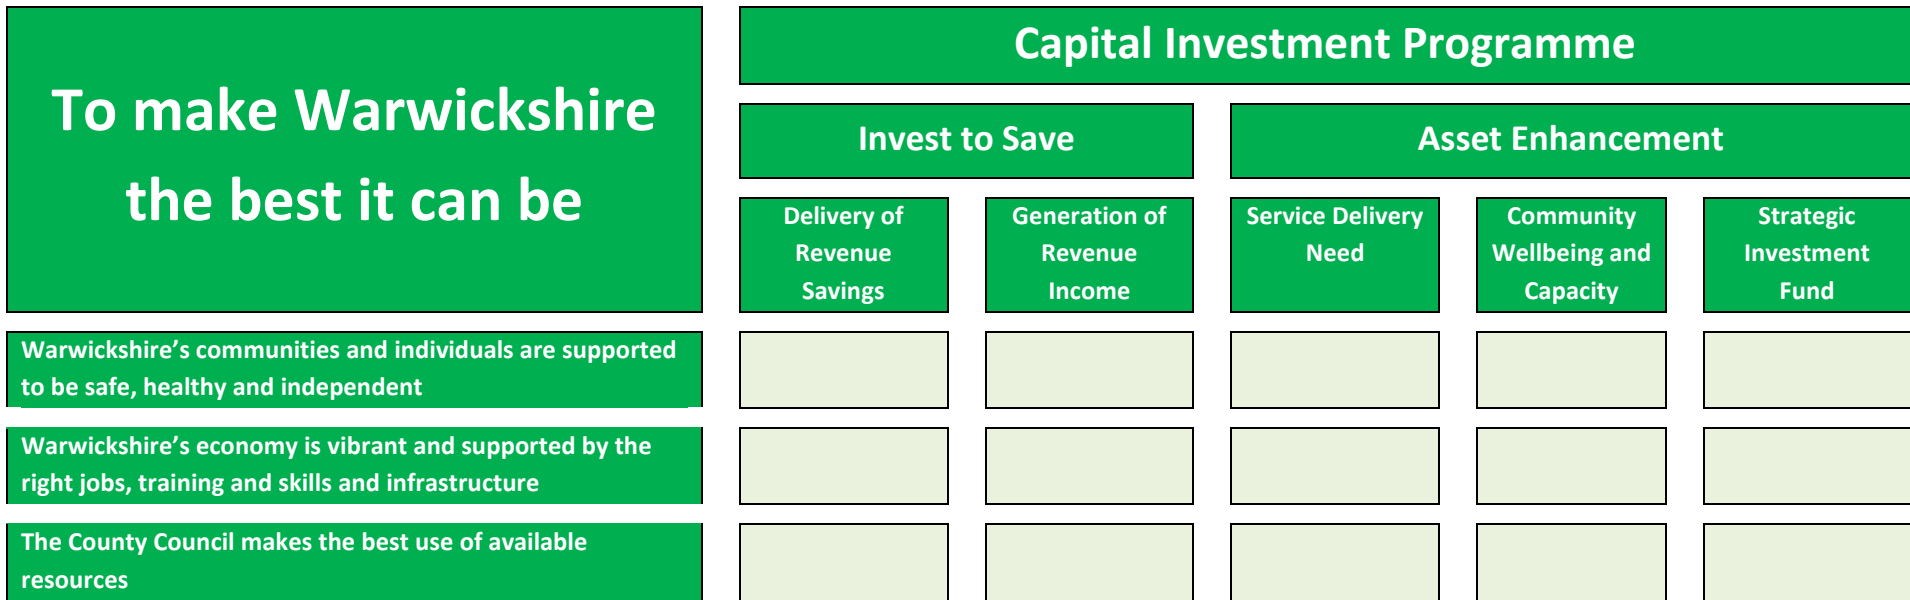 To make Warwickshire
the best it can be
Capital Investment Programme
Invest to Save
Asset Enhancement
Delivery of
Revenue
Savings
Generation of
Revenue
Income
Service Delivery
Need
Community
Wellbeing and
Capacity
Strategic
Investment
Fund
Warwickshire’s communities and individuals are supported
to be safe, healthy and independent
Warwickshire’s economy is vibrant and supported by the
right jobs, training and skills and infrastructure
The County Council makes the best use of available
resources